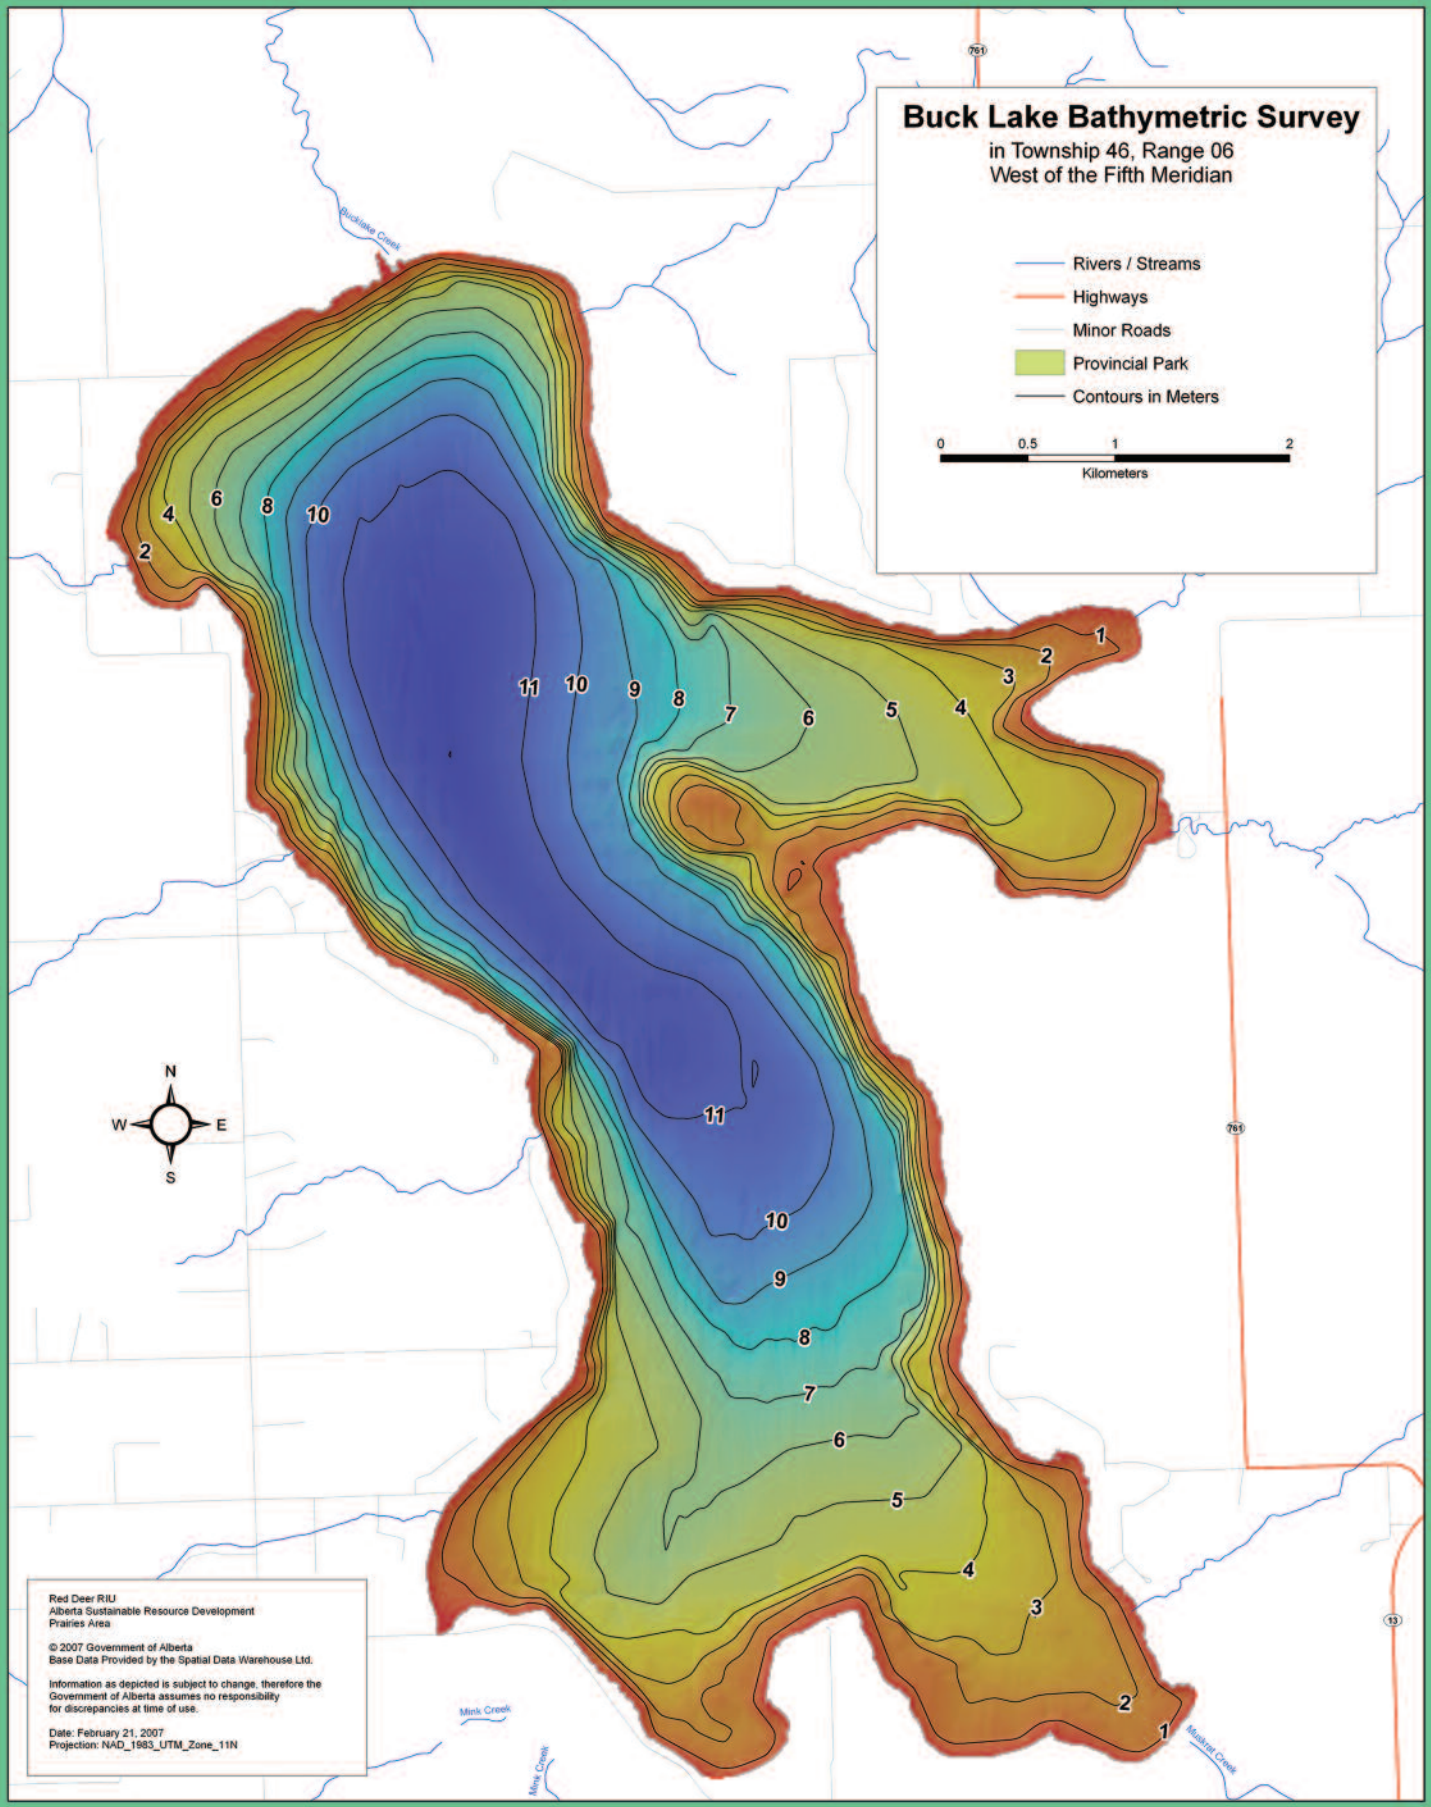 761
Buck Lake Bathymetric Survey
in Township 46, Range 06
West of the Fifth Meridian
Rivers / Streams
Highways
Minor Roads
Provincial Park
Contours in Meters
0 0.5 1 2
Kilometers
Bucklake Creek
4 6 8 10
2
1
2
3
11 10 9 8 7 6 5 4
N
W E
S
11
761
10
9
8
7
6
5
4
3
2
1
13
Muskrat Creek
Mink Creek
Mink Creek
Red Deer RIU
Alberta Sustainable Resource Development
Prairies Area
© 2007 Government of Alberta
Base Data Provided by the Spatial Data Warehouse Ltd.
Information as depicted is subject to change, therefore the
Government of Alberta assumes no responsibility
for discrepancies at time of use.
Date: February 21, 2007
Projection: NAD_1983_UTM_Zone_11N